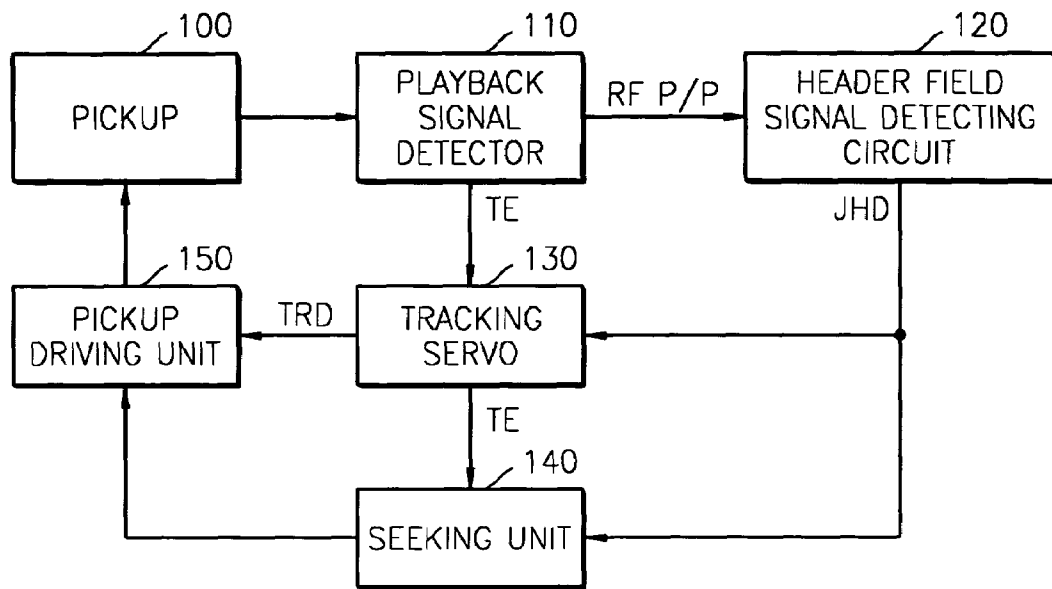 100
110
120
PICKUP
PLAYBACK
SIGNAL
DETECTOR
RF P/P
HEADER FIELD
SIGNAL DETECTING
CIRCUIT
TE
JHD
150
130
PICKUP
DRIVING UNIT
TRD
TRACKING
SERVO
TE
140
SEEKING UNIT